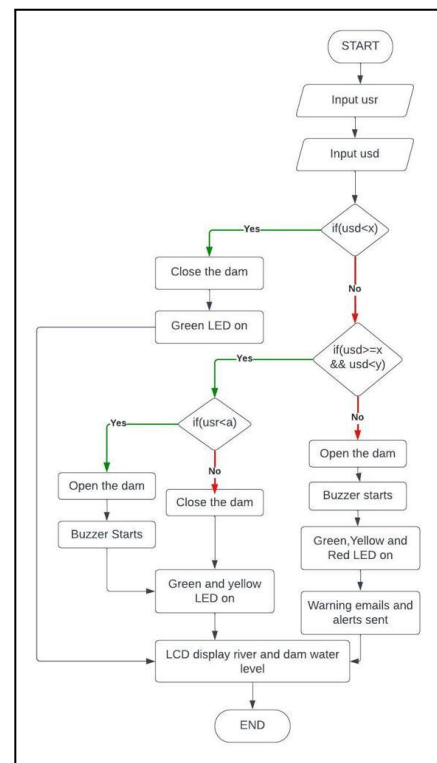 START
Input usr
Input usd
if(usd<x)
Yes
No
Close the dam
Green LED on
if(usd>=x
&& usd<y)
Yes
No
if(usr<a)
Yes
No
Open the dam
Buzzer Starts
Close the dam
Green and yellow
LED on
Open the dam
Buzzer starts
Green,Yellow and
Red LED on
Warning emails and
alerts sent
LCD display river and dam water
level
END